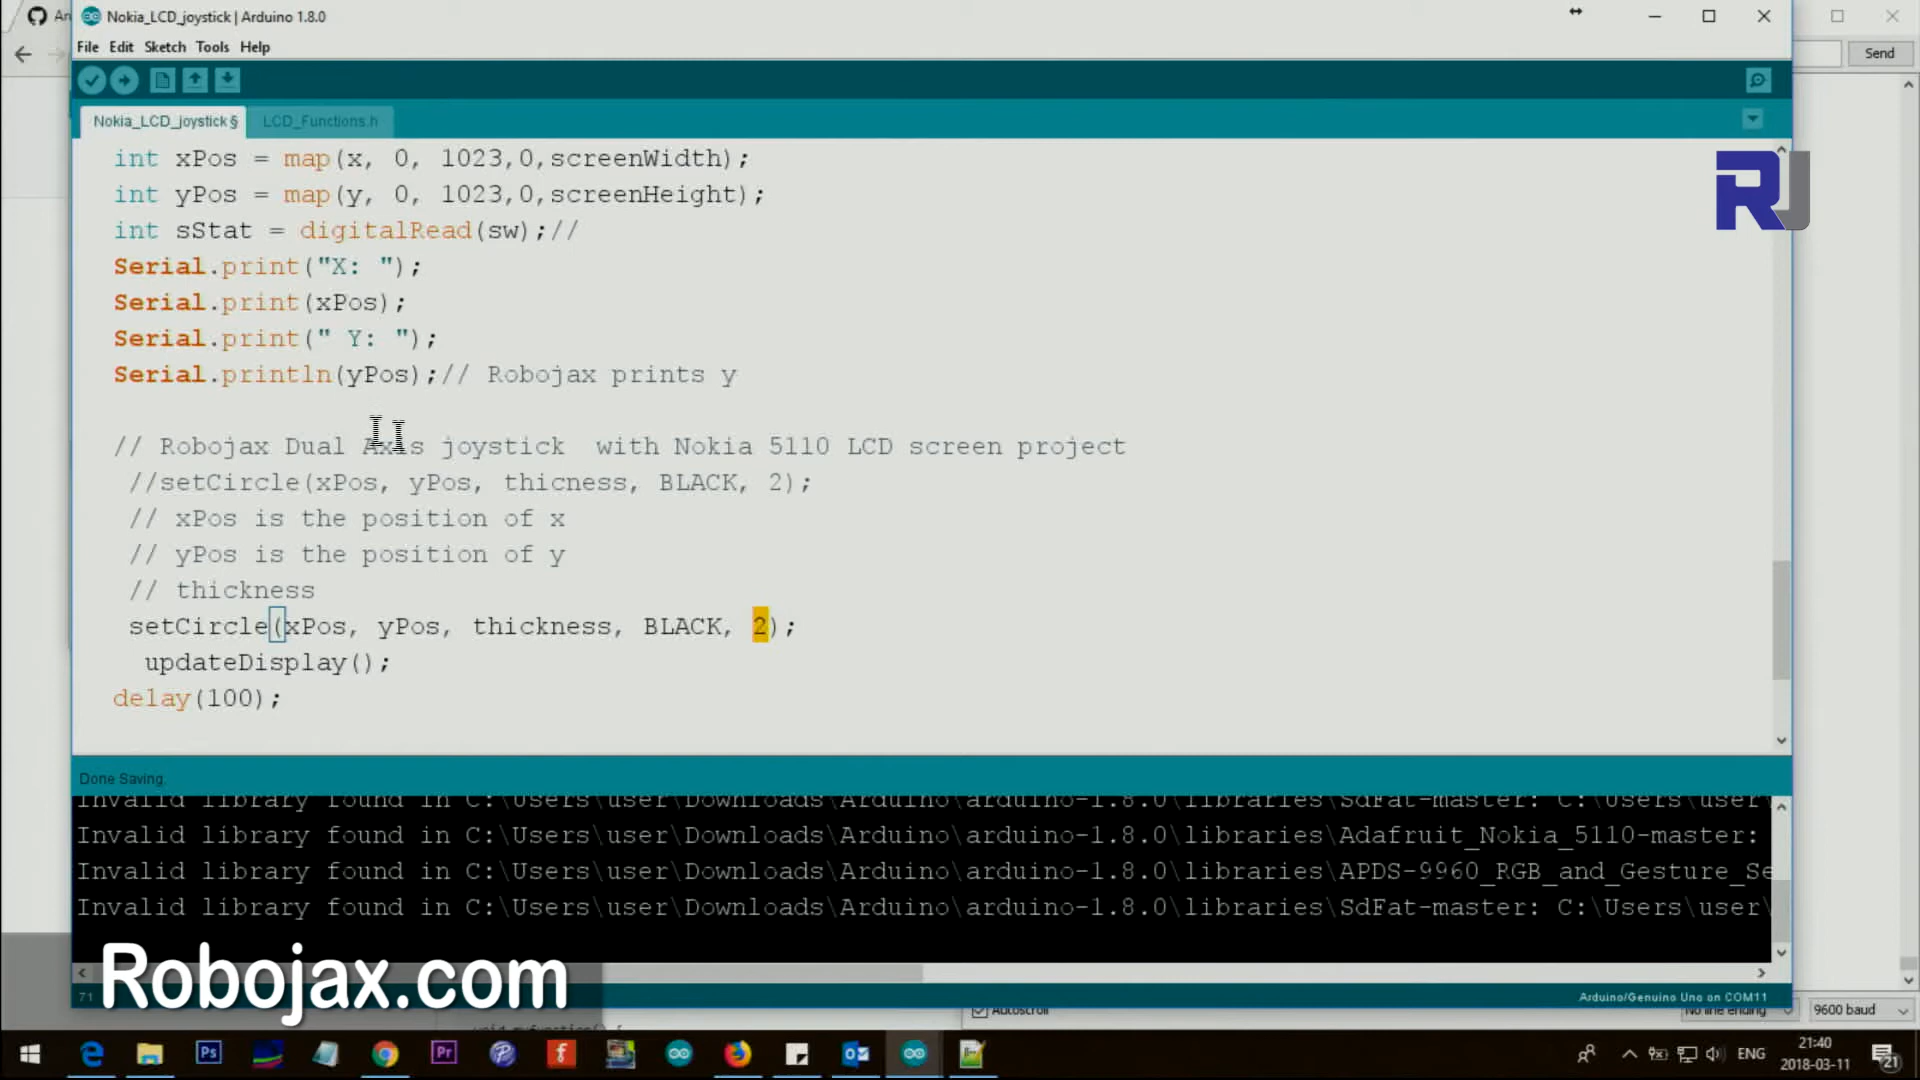 Ar
Nokia_LCD_joystick | Arduino 1.8.0
File Edit Sketch Tools Help
Send
Nokia_LCD_joystick § LCD_Functions.h
int xPos = map(x, 0, 1023,0,screenWidth);
int yPos = map(y, 0, 1023,0,screenHeight);
int sStat = digitalRead(sw);//
Serial.print("X: ");
Serial.print(xPos);
Serial.print(" Y: ");
Serial.println(yPos);// Robojax prints y
RJ
// Robojax Dual Axis joystick  with Nokia 5110 LCD screen project
//setCircle(xPos, yPos, thicness, BLACK, 2);
// xPos is the position of x
// yPos is the position of y
// thickness
setCircle(xPos, yPos, thickness, BLACK, 2);
updateDisplay();
delay(100);
Done Saving.
Invalid library found in C:\Users\user\Downloads\Arduino\arduino-1.8.0\libraries\SdFat-master: C:\Users\user\
Invalid library found in C:\Users\user\Downloads\Arduino\arduino-1.8.0\libraries\Adafruit_Nokia_5110-master:
Invalid library found in C:\Users\user\Downloads\Arduino\arduino-1.8.0\libraries\APDS-9960_RGB_and_Gesture_Se
Invalid library found in C:\Users\user\Downloads\Arduino\arduino-1.8.0\libraries\SdFat-master: C:\Users\user\
Robojax.com
71
Arduino/Genuino Uno on COM11
Autoscroll
No line ending
9600 baud
Ps
Pr
ENG
21:40
2018-03-11
21